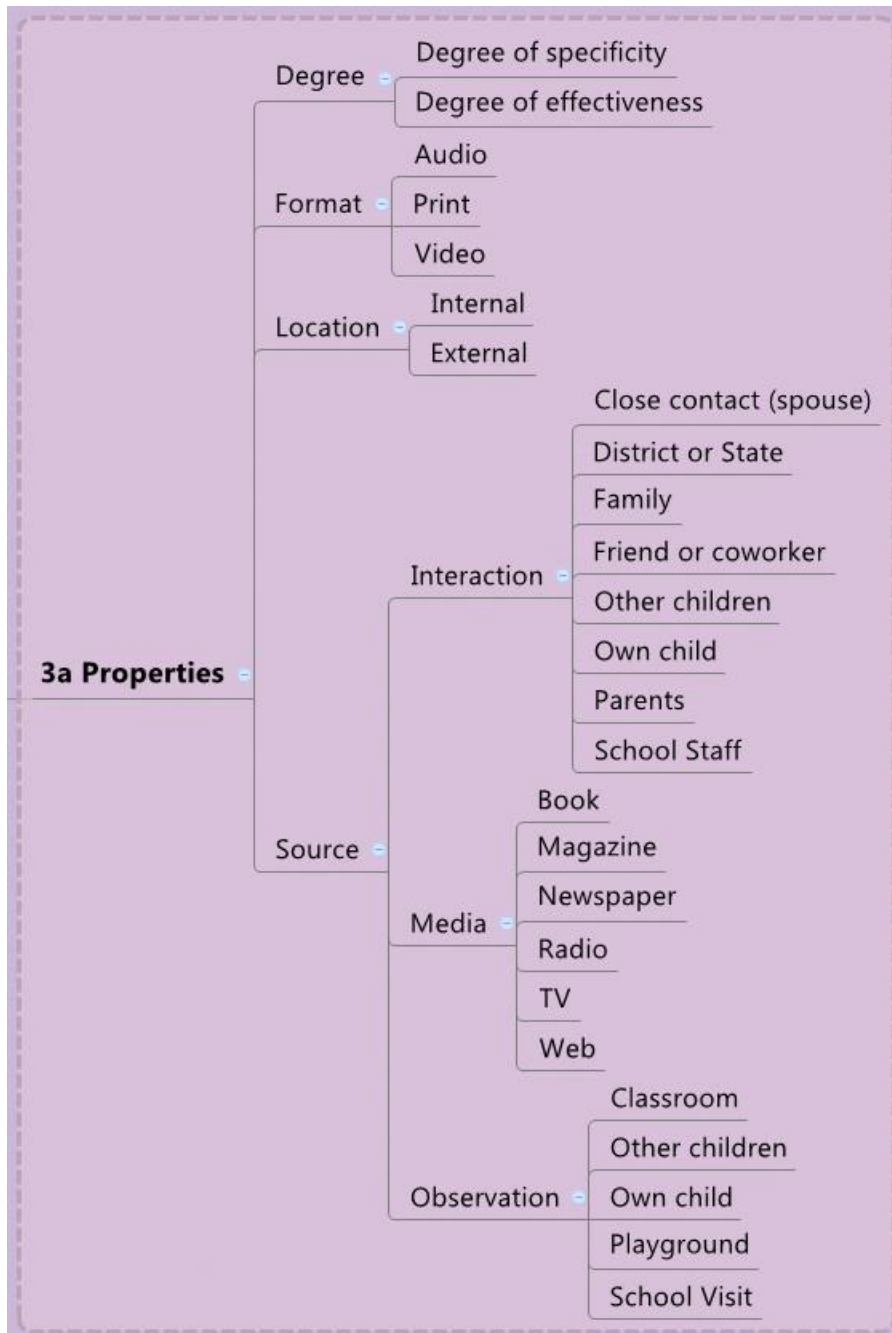 3a Properties
Degree
Degree of specificity
Degree of effectiveness
Format
Audio
Print
Video
Location
Internal
External
Source
Interaction
Close contact (spouse)
District or State
Family
Friend or coworker
Other children
Own child
Parents
School Staff
Media
Book
Magazine
Newspaper
Radio
TV
Web
Observation
Classroom
Other children
Own child
Playground
School Visit